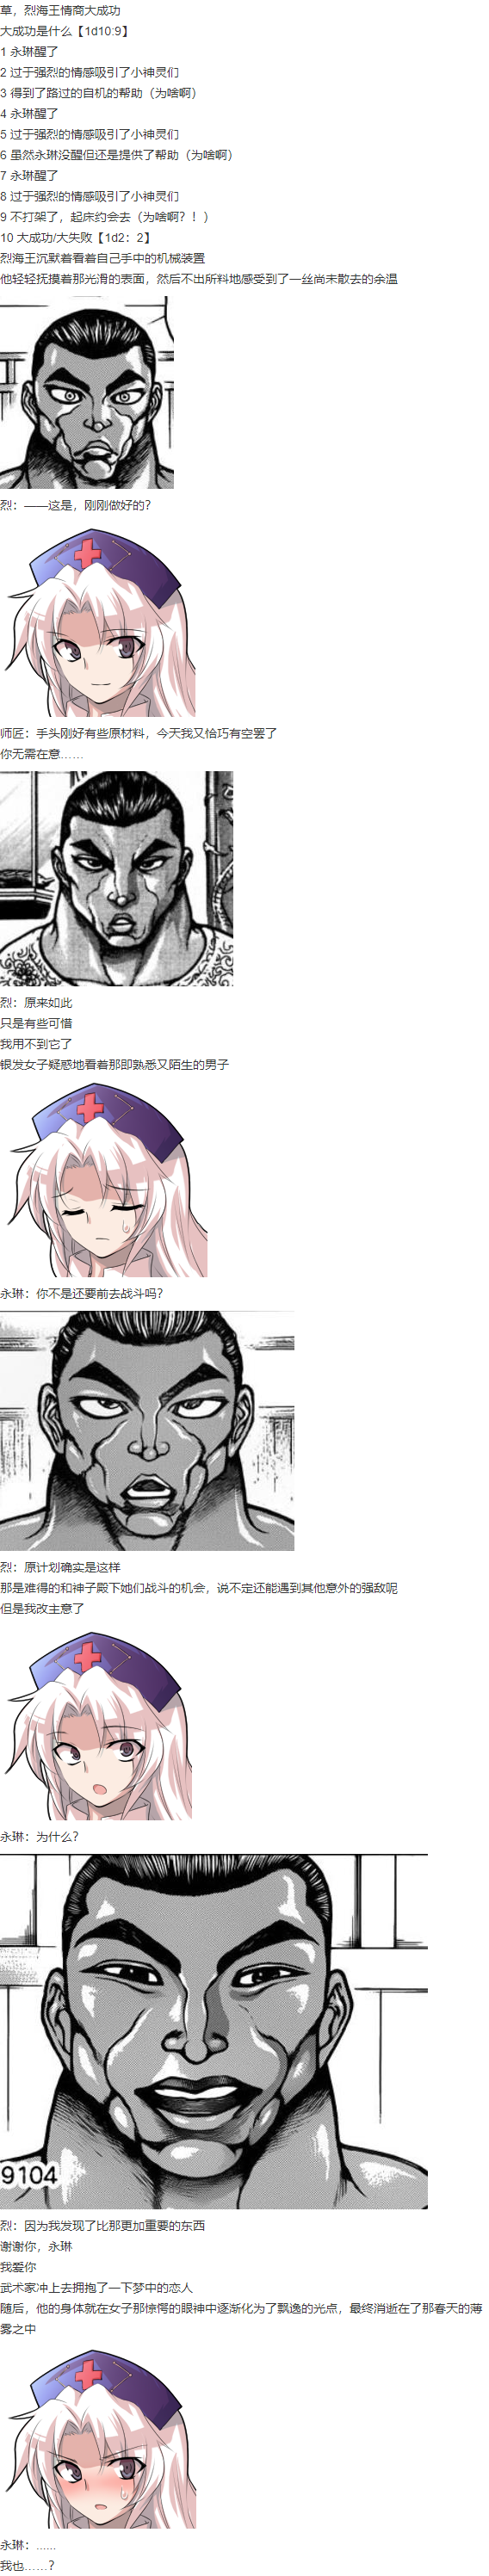 草，烈海王情商大成功
大成功是什么【1d10:9】
1 永琳醒了
2 过于强烈的情感吸引了小神灵们
3 得到了路过的自机的帮助（为啥啊）
4 永琳醒了
5 过于强烈的情感吸引了小神灵们
6 虽然永琳没醒但还是提供了帮助（为啥啊）
7 永琳醒了
8 过于强烈的情感吸引了小神灵们
9 不打架了，起床约会去（为啥啊？！）
10 大成功/大失败【1d2：2】
烈海王沉默着看着自己手中的机械装置
他轻轻抚摸着那光滑的表面，然后不出所料地感受到了一丝尚未散去的余温
烈：——这是，刚刚做好的？
师匠：手头刚好有些原材料，今天我又恰巧有空罢了
你无需在意……
烈：原来如此
只是有些可惜
我用不到它了
银发女子疑惑地看着那即熟悉又陌生的男子
永琳：你不是还要前去战斗吗？
烈：原计划确实是这样
那是难得的和神子殿下她们战斗的机会，说不定还能遇到其他意外的强敌呢
但是我改主意了
永琳：为什么？
9104
烈：因为我发现了比那更加重要的东西
谢谢你，永琳
我爱你
武术家冲上去拥抱了一下梦中的恋人
随后，他的身体就在女子那惊愕的眼神中逐渐化为了飘逸的光点，最终消逝在了那春天的薄
雾之中
永琳：......
我也……？